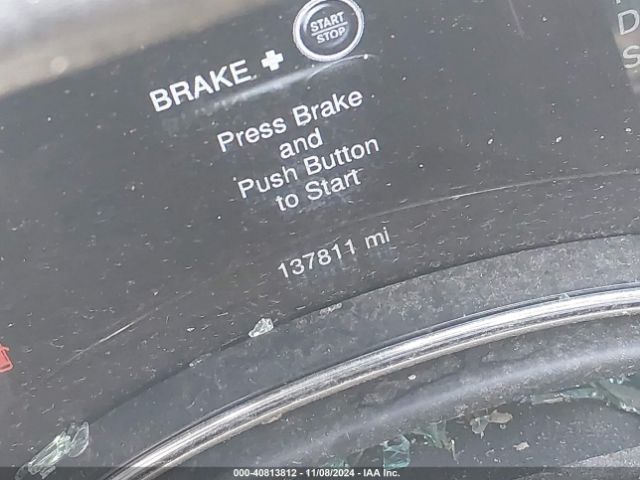 START
STOP
BRAKE +
Press Brake
and
Push Button
to Start
137811 mi
D
S
000-40813812 - 11/08/2024 - IAA Inc.